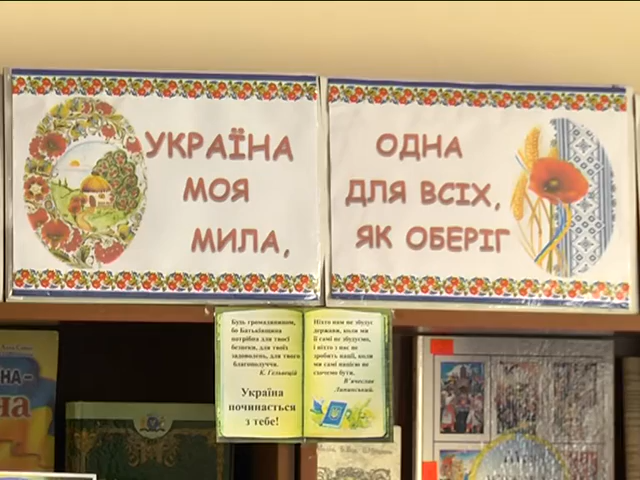 УКРАЇНА
МОЯ
МИЛА,
ОДНА
ДЛЯ ВСІХ,
ЯК ОБЕРІГ
Будь громадянином,
бо Батьківщина
потрібна для твоєї
безпеки, для твоїх
задоволень, для твого
благополуччя.
К. Гельвецій
Україна
починається
з тебе!
Ніхто нам не збудує
держави, коли ми
її самі не збудуємо,
і ніхто з нас не
зробить нації, коли
ми самі нацією не
схочемо бути.
В'ячеслав
Липинський.